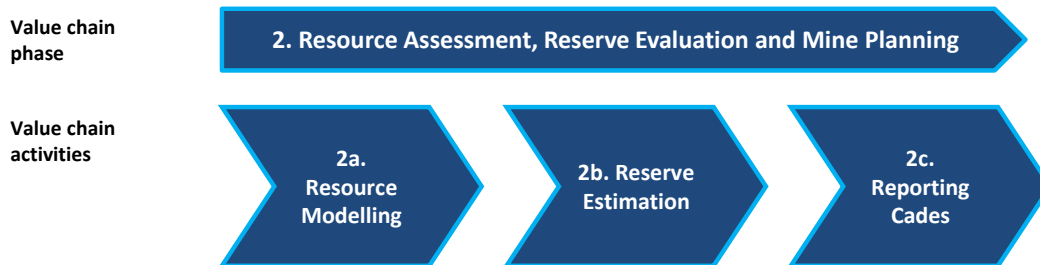 Value chain
phase
2. Resource Assessment, Reserve Evaluation and Mine Planning
Value chain
activities
2a.
Resource
Modelling
2b. Reserve
Estimation
2c.
Reporting
Cades